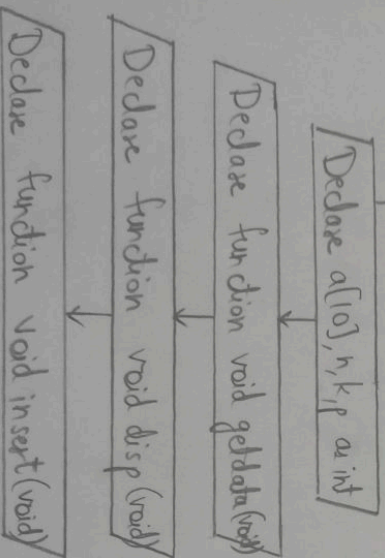 Declare a[10], n, k, p as int
Declare function void getdata(void)
Declare function void disp(void)
Declare function void insert(void)